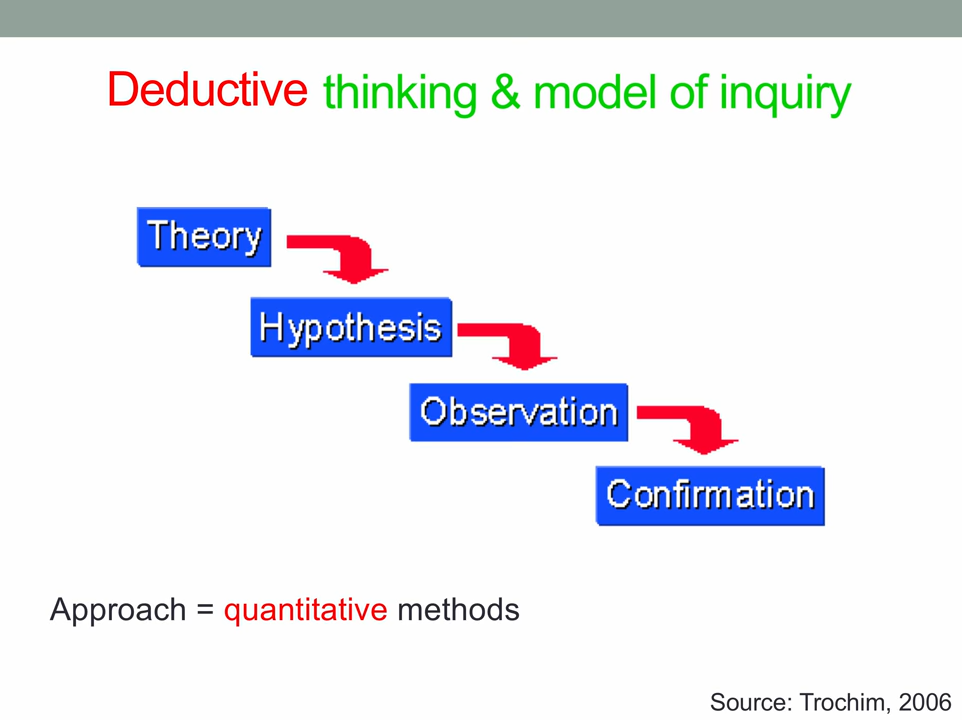 Deductive thinking & model of inquiry
Theory
Hypothesis
Observation
Confirmation
Approach = quantitative methods
Source: Trochim, 2006